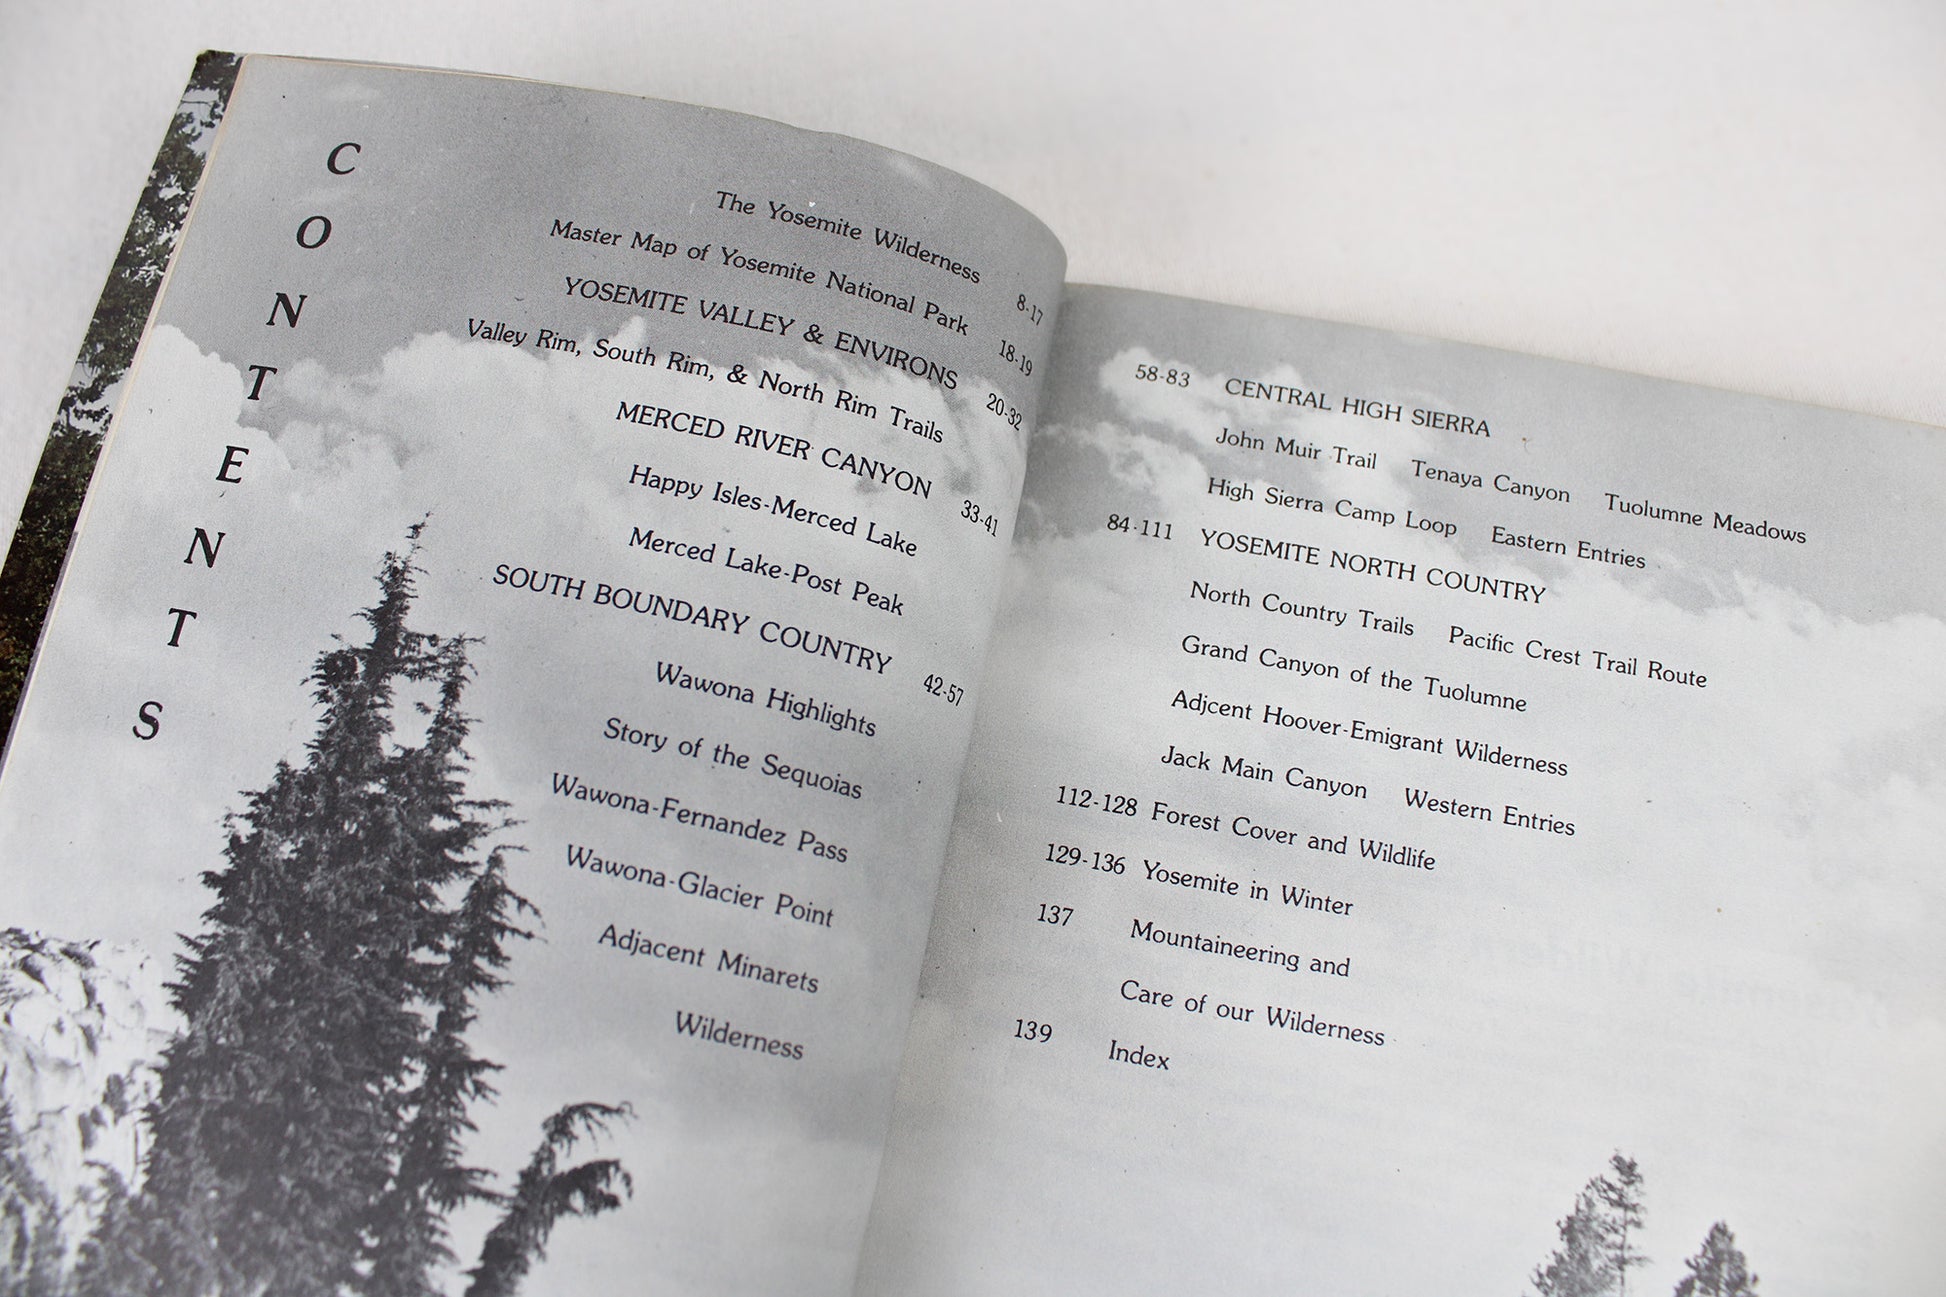 CONTENTS
The Yosemite Wilderness 8-17
Master Map of Yosemite National Park 18-19
YOSEMITE VALLEY & ENVIRONS 20-32
Valley Rim, South Rim, & North Rim Trails
MERCED RIVER CANYON 33-41
Happy Isles-Merced Lake
Merced Lake-Post Peak
SOUTH BOUNDARY COUNTRY 42-57
Wawona Highlights
Story of the Sequoias
Wawona-Fernandez Pass
Wawona-Glacier Point
Adjacent Minarets
Wilderness
58-83 CENTRAL HIGH SIERRA
John Muir Trail Tenaya Canyon Tuolumne Meadows
High Sierra Camp Loop Eastern Entries
84-111 YOSEMITE NORTH COUNTRY
North Country Trails Pacific Crest Trail Route
Grand Canyon of the Tuolumne
Adjcent Hoover-Emigrant Wilderness
Jack Main Canyon Western Entries
112-128 Forest Cover and Wildlife
129-136 Yosemite in Winter
137 Mountaineering and
Care of our Wilderness
139 Index